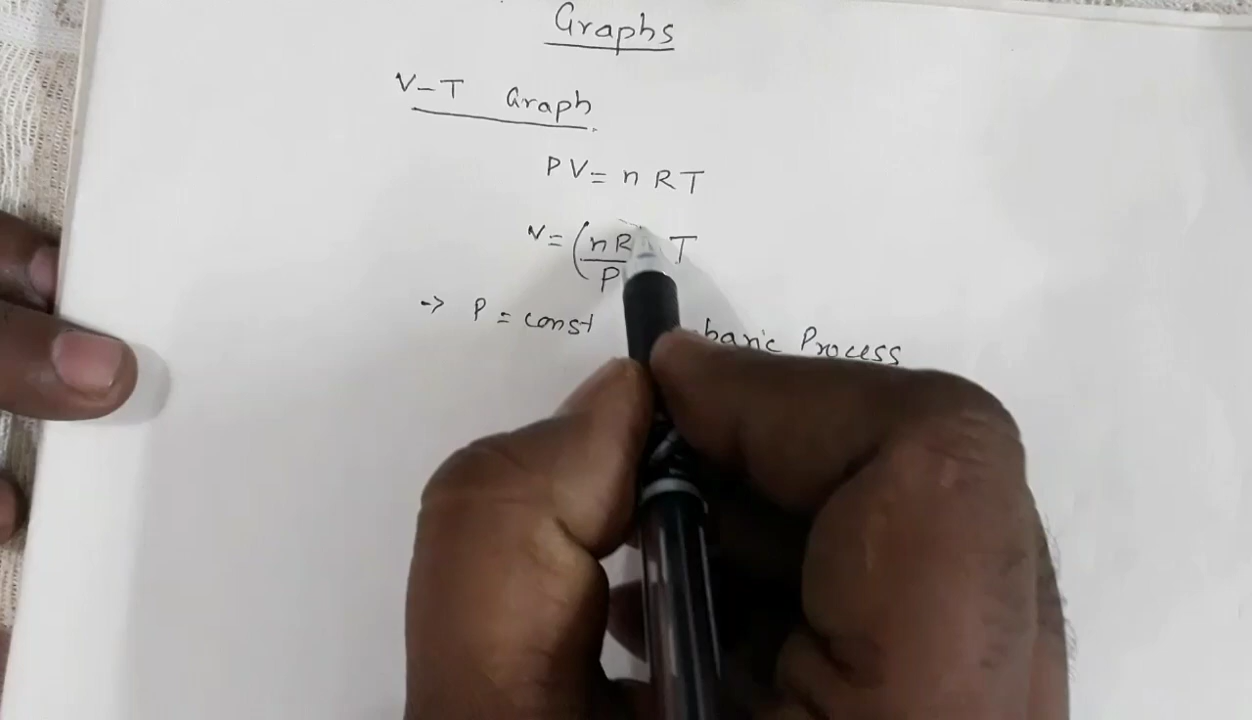 Graphs
V-T Graph
PV = nRT
V = (nR/P T
-> P = const baric Process